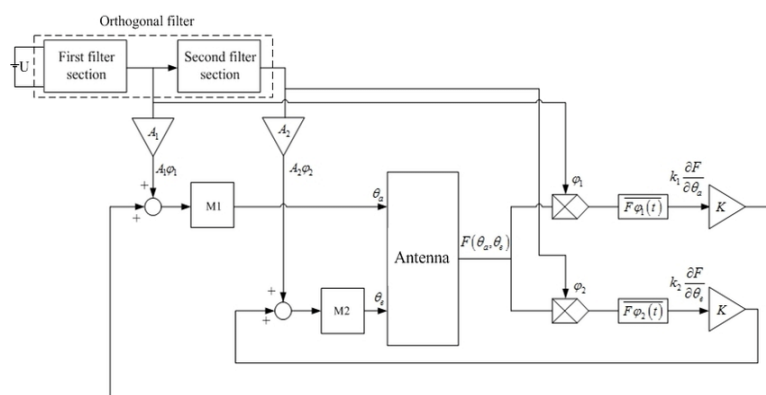 Orthogonal filter
First filter
section
Second filter
section
U
A₁
A₂
A₁φ₁
A₂φ₂
+
+
M1
θₐ
Antenna
F(θₐ,θₑ)
φ₁
Fφ₁(t)
k₁ ∂F/∂θₐ
K
+
+
M2
θₑ
φ₂
Fφ₂(t)
k₂ ∂F/∂θₑ
K